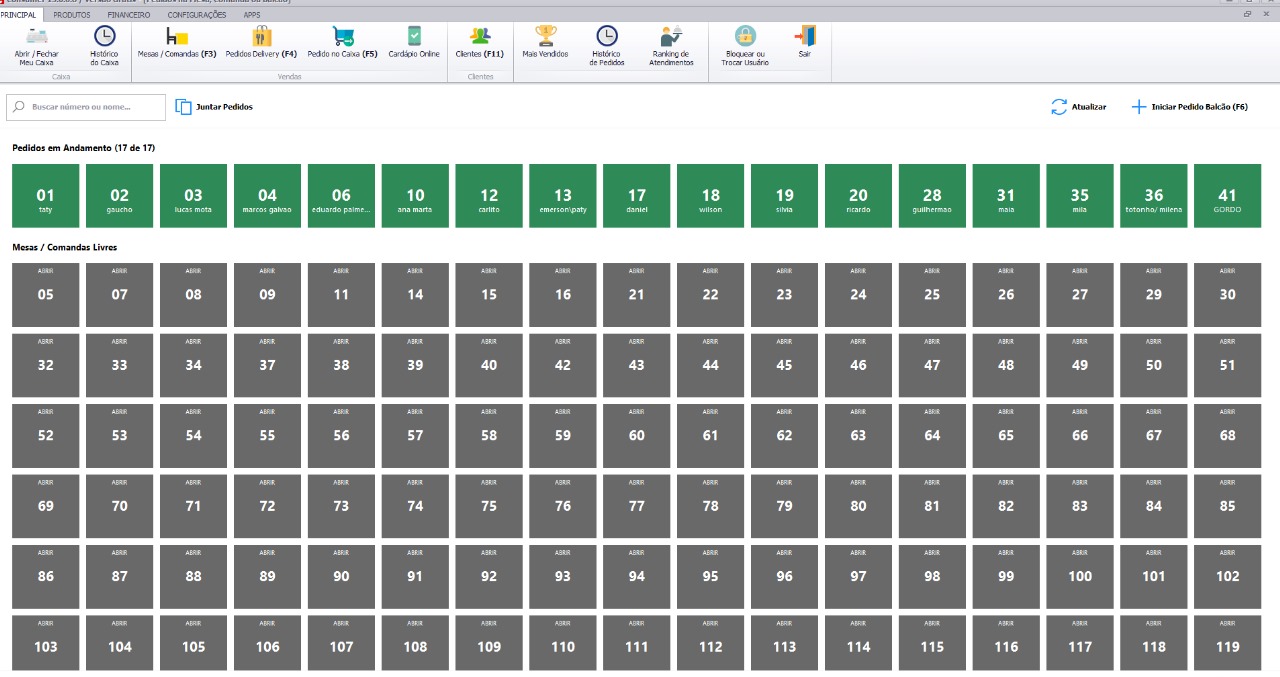 PRINCIPAL PRODUTOS FINANCEIRO CONFIGURAÇÕES APPS
Abrir / Fechar Meu Caixa
Histórico do Caixa
Mesas / Comandas (F3)
Pedidos Delivery (F4)
Pedido no Caixa (F5)
Cardápio Online
Clientes (F11)
Mais Vendidos
Histórico de Pedidos
Ranking de Atendimentos
Bloquear ou Trocar Usuário
Sair
Caixa Vendas Clientes
Buscar número ou nome...
Juntar Pedidos
Atualizar
Iniciar Pedido Balcão (F6)
Pedidos em Andamento (17 de 17)
01 02 03 04 06 10 12 13 17 18 19 20 28 31 35 36 41
taty gaucho lucas mota marcos galvao eduardo palme... ana marta carlito emerson\paty daniel wilson silvia ricardo guilhermao maia mila totonho/ milena GORDO
Mesas / Comandas Livres
ABRIR ABRIR ABRIR ABRIR ABRIR ABRIR ABRIR ABRIR ABRIR ABRIR ABRIR ABRIR ABRIR ABRIR ABRIR ABRIR ABRIR
05 07 08 09 11 14 15 16 21 22 23 24 25 26 27 29 30
ABRIR ABRIR ABRIR ABRIR ABRIR ABRIR ABRIR ABRIR ABRIR ABRIR ABRIR ABRIR ABRIR ABRIR ABRIR ABRIR ABRIR
32 33 34 37 38 39 40 42 43 44 45 46 47 48 49 50 51
ABRIR ABRIR ABRIR ABRIR ABRIR ABRIR ABRIR ABRIR ABRIR ABRIR ABRIR ABRIR ABRIR ABRIR ABRIR ABRIR ABRIR
52 53 54 55 56 57 58 59 60 61 62 63 64 65 66 67 68
ABRIR ABRIR ABRIR ABRIR ABRIR ABRIR ABRIR ABRIR ABRIR ABRIR ABRIR ABRIR ABRIR ABRIR ABRIR ABRIR ABRIR
69 70 71 72 73 74 75 76 77 78 79 80 81 82 83 84 85
ABRIR ABRIR ABRIR ABRIR ABRIR ABRIR ABRIR ABRIR ABRIR ABRIR ABRIR ABRIR ABRIR ABRIR ABRIR ABRIR ABRIR
86 87 88 89 90 91 92 93 94 95 96 97 98 99 100 101 102
ABRIR ABRIR ABRIR ABRIR ABRIR ABRIR ABRIR ABRIR ABRIR ABRIR ABRIR ABRIR ABRIR ABRIR ABRIR ABRIR ABRIR
103 104 105 106 107 108 109 110 111 112 113 114 115 116 117 118 119